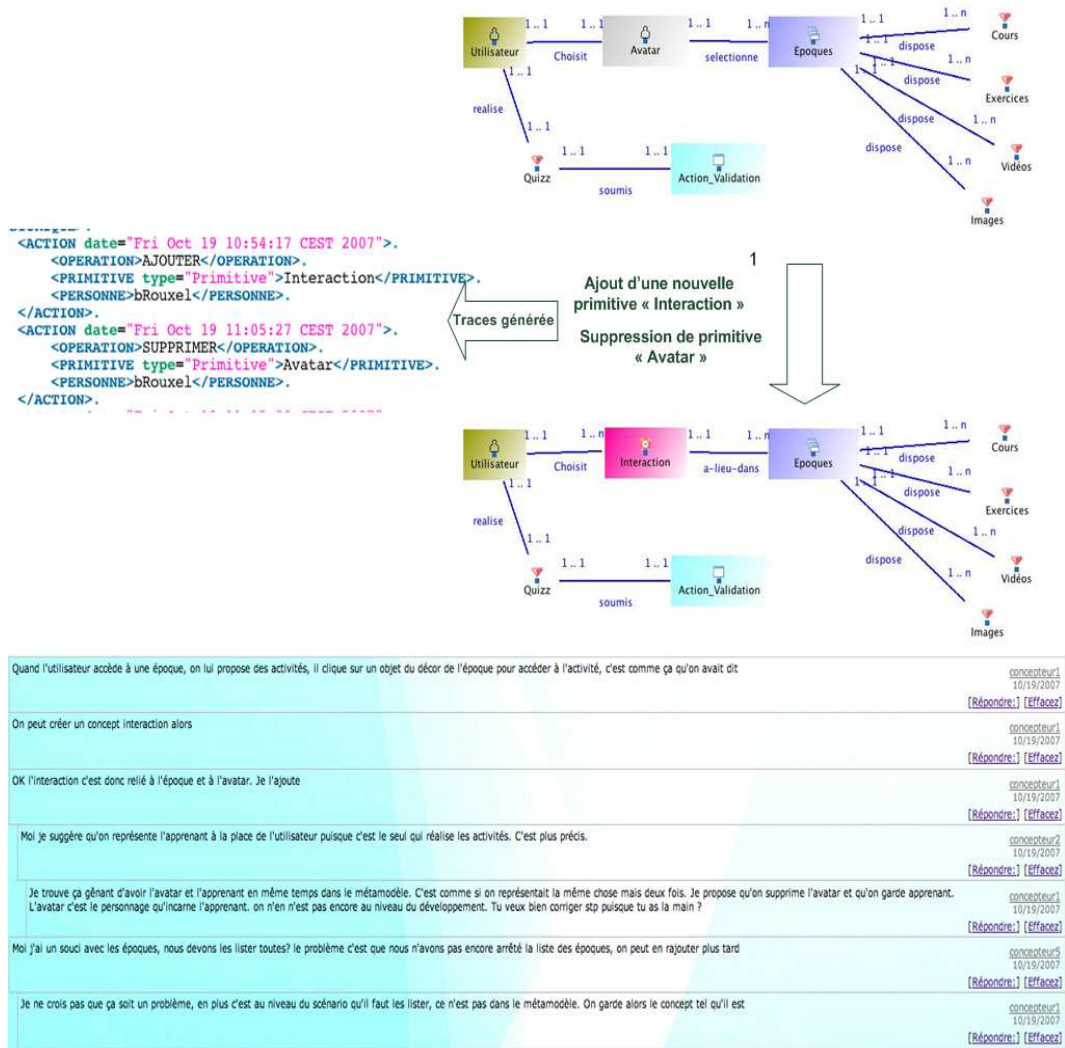 1..1
1..1
1..1
1..n
1..1
1..n
Utilisateur
Choisit
Avatar
selectionne
Epoques
dispose
Cours
1..1
1..1
1..n
dispose
Exercices
1..1
realise
dispose
1..n
Vidéos
1..1
1..1
1..1
dispose
1..n
Quizz
soumis
Action_Validation
Images
<ACTION date="Fri Oct 19 10:54:17 CEST 2007">.
<OPERATION>AJOUTER</OPERATION>.
<PRIMITIVE type="Primitive">Interaction</PRIMITIVE>.
<PERSONNE>bRouxel</PERSONNE>.
</ACTION>.
<ACTION date="Fri Oct 19 11:05:27 CEST 2007">.
<OPERATION>SUPPRIMER</OPERATION>.
<PRIMITIVE type="Primitive">Avatar</PRIMITIVE>.
<PERSONNE>bRouxel</PERSONNE>.
</ACTION>.
Traces générée
1
Ajout d'une nouvelle
primitive « Interaction »
Suppression de primitive
« Avatar »
1..1
1..n
1..1
1..n
1..1
1..n
Utilisateur
Choisit
Interaction
a-lieu-dans
Epoques
dispose
Cours
1..1
1..1
1..n
dispose
Exercices
1..1
realise
dispose
1..n
Vidéos
1..1
1..1
1..1
dispose
1..n
Quizz
soumis
Action_Validation
Images
Quand l'utilisateur accède à une époque, on lui propose des activités, il clique sur un objet du décor de l'époque pour accéder à l'activité, c'est comme ça qu'on avait dit
concepteur1
10/19/2007
[Répondre:] [Effacez]
On peut créer un concept interaction alors
concepteur1
10/19/2007
[Répondre:] [Effacez]
OK l'interaction c'est donc relié à l'époque et à l'avatar. Je l'ajoute
concepteur1
10/19/2007
[Répondre:] [Effacez]
Moi je suggère qu'on représente l'apprenant à la place de l'utilisateur puisque c'est le seul qui réalise les activités. C'est plus précis.
concepteur2
10/19/2007
[Répondre:] [Effacez]
Je trouve ça gênant d'avoir l'avatar et l'apprenant en même temps dans le métamodèle. C'est comme si on représentait la même chose mais deux fois. Je propose qu'on supprime l'avatar et qu'on garde apprenant.
L'avatar c'est le personnage qu'incarne l'apprenant. on n'en n'est pas encore au niveau du développement. Tu veux bien corriger stp puisque tu as la main ?
concepteur1
10/19/2007
[Répondre:] [Effacez]
Moi j'ai un souci avec les époques, nous devons les lister toutes? le problème c'est que nous n'avons pas encore arrêté la liste des époques, on peut en rajouter plus tard
concepteur5
10/19/2007
[Répondre:] [Effacez]
Je ne crois pas que ça soit un problème, en plus c'est au niveau du scénario qu'il faut les lister, ce n'est pas dans le métamodèle. On garde alors le concept tel qu'il est
concepteur1
10/19/2007
[Répondre:] [Effacez]